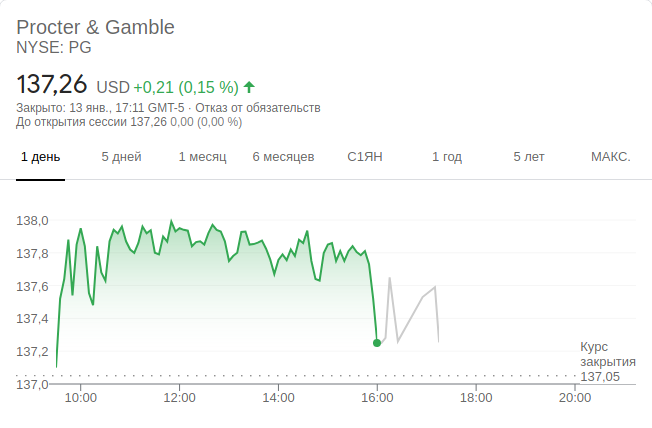 Procter & Gamble
NYSE: PG
137,26 USD +0,21 (0,15 %)
Закрыто: 13 янв., 17:11 GMT-5 · Отказ от обязательств
До открытия сессии 137,26 0,00 (0,00 %)
1 день 5 дней 1 месяц 6 месяцев С1ЯН 1 год 5 лет МАКС.
138,0
137,8
137,6
137,4
137,2
Курс
закрытия
137,05
137,0
10:00 12:00 14:00 16:00 18:00 20:00